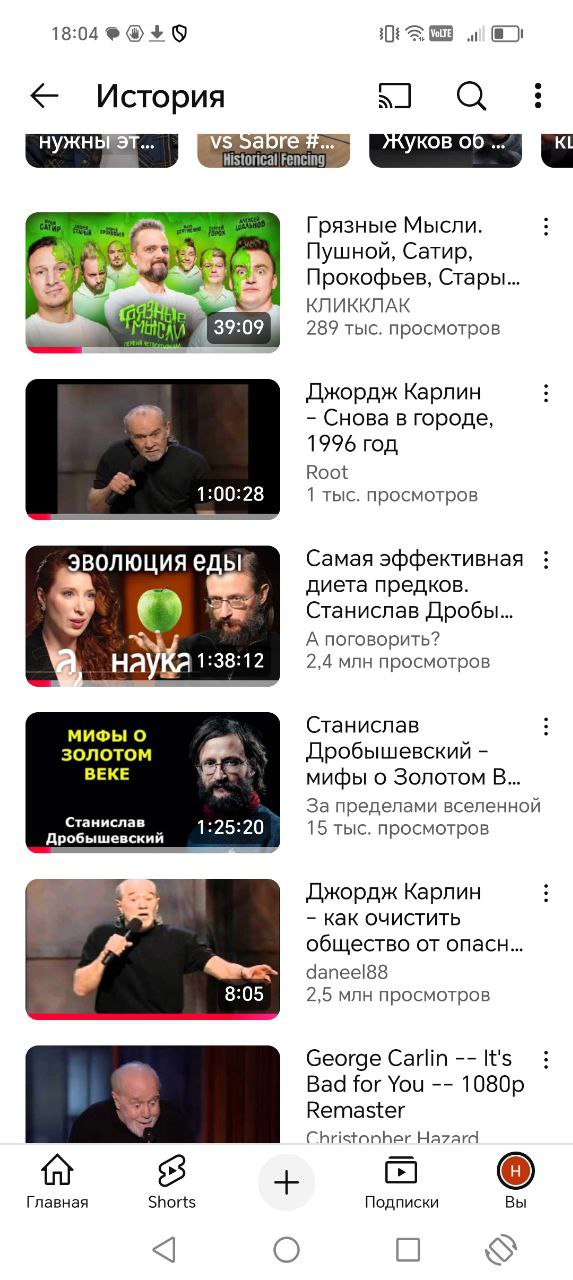 18:04
VoLTE
История
нужны эт...
vs Sabre #...
Historical Fencing
Жуков об ...
САТИР
ГОРОХ
АЛЕКСЕЙ
ШАЛЬНОВ
ГРЯЗНЫЕ
МЫСЛИ
39:09
Грязные Мысли.
Пушной, Сатир,
Прокофьев, Стары...
КЛИККЛАК
289 тыс. просмотров
1:00:28
Джордж Карлин
– Снова в городе,
1996 год
Root
1 тыс. просмотров
эволюция еды
а, наука
1:38:12
Самая эффективная
диета предков.
Станислав Дробы...
А поговорить?
2,4 млн просмотров
МИФЫ О
ЗОЛОТОМ
ВЕКЕ
Станислав
Дробышевский
1:25:20
Станислав
Дробышевский –
мифы о Золотом В...
За пределами вселенной
15 тыс. просмотров
8:05
Джордж Карлин
– как очистить
общество от опасн...
daneel88
2,5 млн просмотров
George Carlin -- It's
Bad for You -- 1080p
Remaster
Christopher Hazard
Главная
Shorts
Подписки
Н
Вы